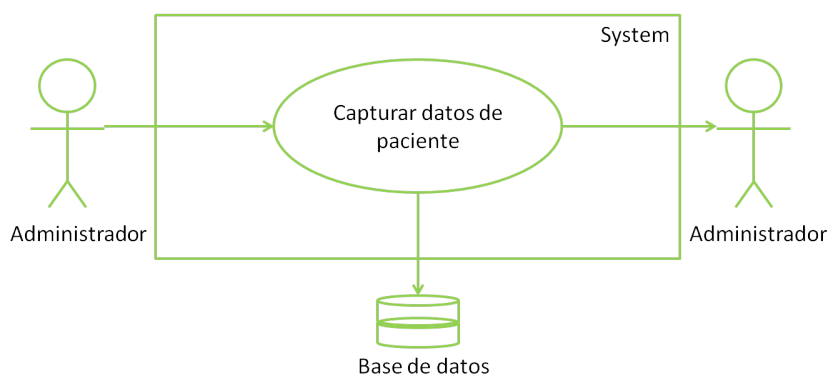 System
Capturar datos de
paciente
Administrador
Administrador
Base de datos